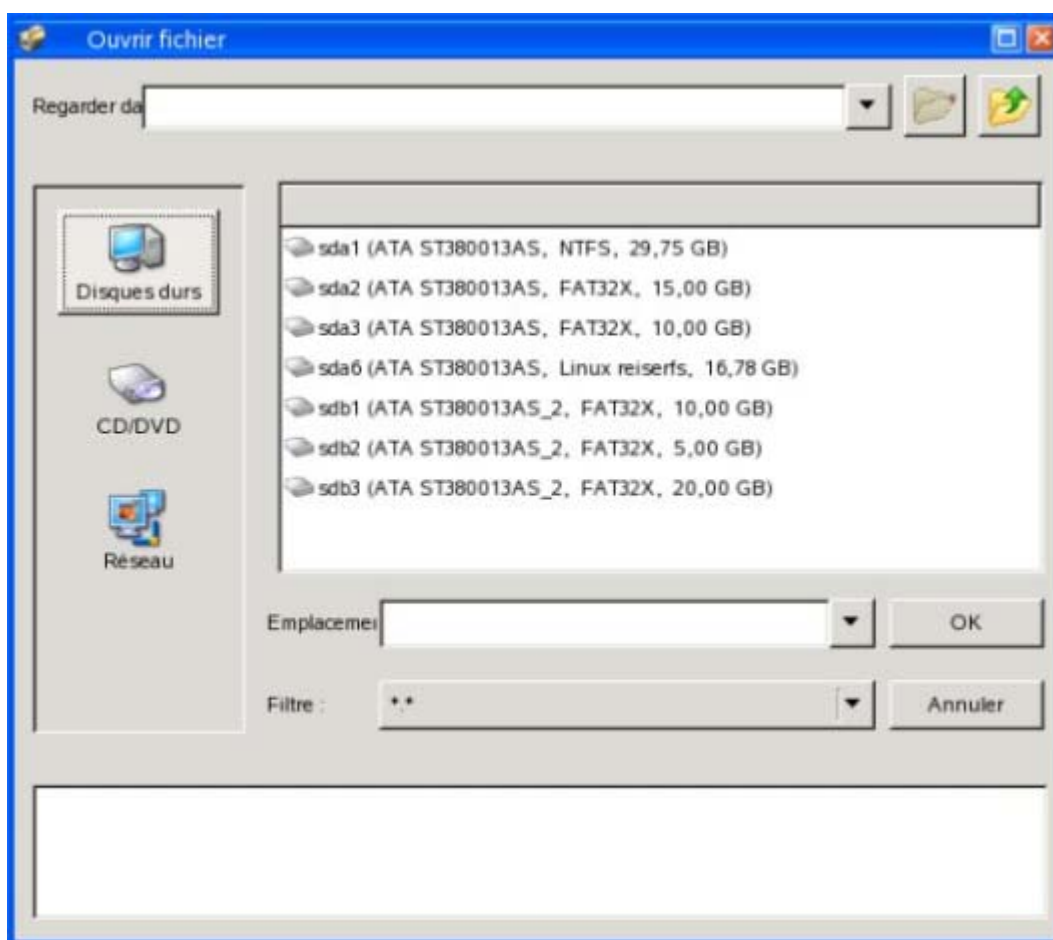 Ouvrir fichier
Regarder da
Disques durs
CD/DVD
Réseau
sda1 (ATA ST380013AS, NTFS, 29,75 GB)
sda2 (ATA ST380013AS, FAT32X, 15,00 GB)
sda3 (ATA ST380013AS, FAT32X, 10,00 GB)
sda6 (ATA ST380013AS, Linux reiserfs, 16,78 GB)
sdb1 (ATA ST380013AS_2, FAT32X, 10,00 GB)
sdb2 (ATA ST380013AS_2, FAT32X, 5,00 GB)
sdb3 (ATA ST380013AS_2, FAT32X, 20,00 GB)
Emplacemei
OK
Filtre :
*.*
Annuler